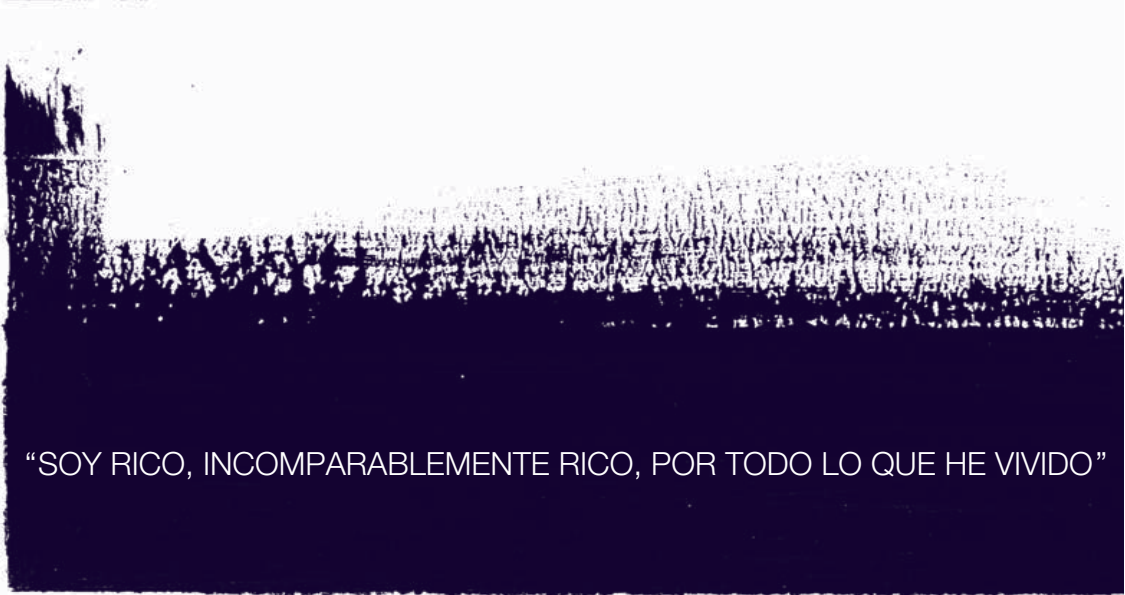 “SOY RICO, INCOMPARABLEMENTE RICO, POR TODO LO QUE HE VIVIDO”